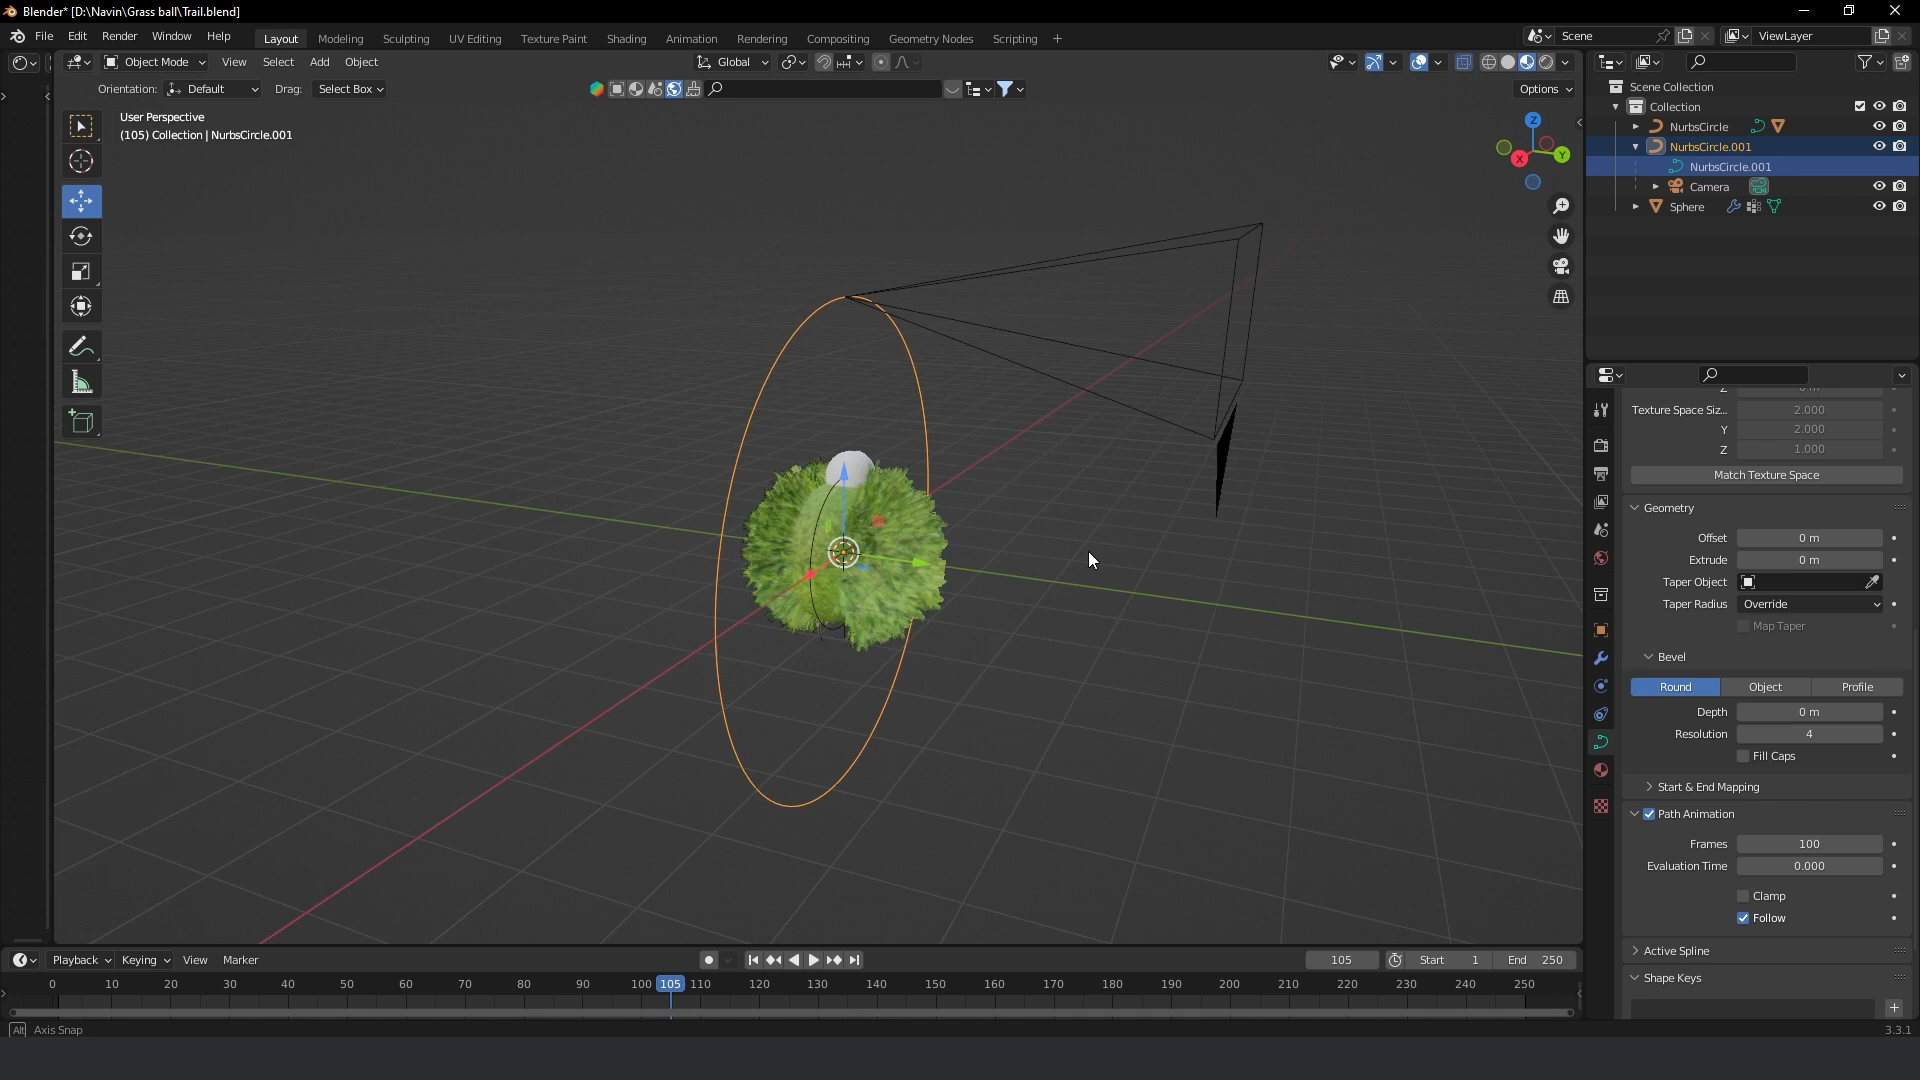 Blender* [D:\Navin\Grass ball\Trail.blend]
File Edit Render Window Help Layout Modeling Sculpting UV Editing Texture Paint Shading Animation Rendering Compositing Geometry Nodes Scripting + Scene ViewLayer
Object Mode View Select Add Object Global
Orientation: Default Drag: Select Box Options
User Perspective
(105) Collection | NurbsCircle.001
Z
Y
X
Scene Collection
Collection
NurbsCircle
NurbsCircle.001
NurbsCircle.001
Camera
Sphere
Texture Space Siz... 2.000
Y 2.000
Z 1.000
Match Texture Space
Geometry
Offset 0 m
Extrude 0 m
Taper Object
Taper Radius Override
Map Taper
Bevel
Round Object Profile
Depth 0 m
Resolution 4
Fill Caps
Start & End Mapping
Path Animation
Frames 100
Evaluation Time 0.000
Clamp
Follow
Active Spline
Shape Keys
+
Playback Keying View Marker 105 Start 1 End 250
0 10 20 30 40 50 60 70 80 90 100 105 110 120 130 140 150 160 170 180 190 200 210 220 230 240 250
Alt Axis Snap 3.3.1